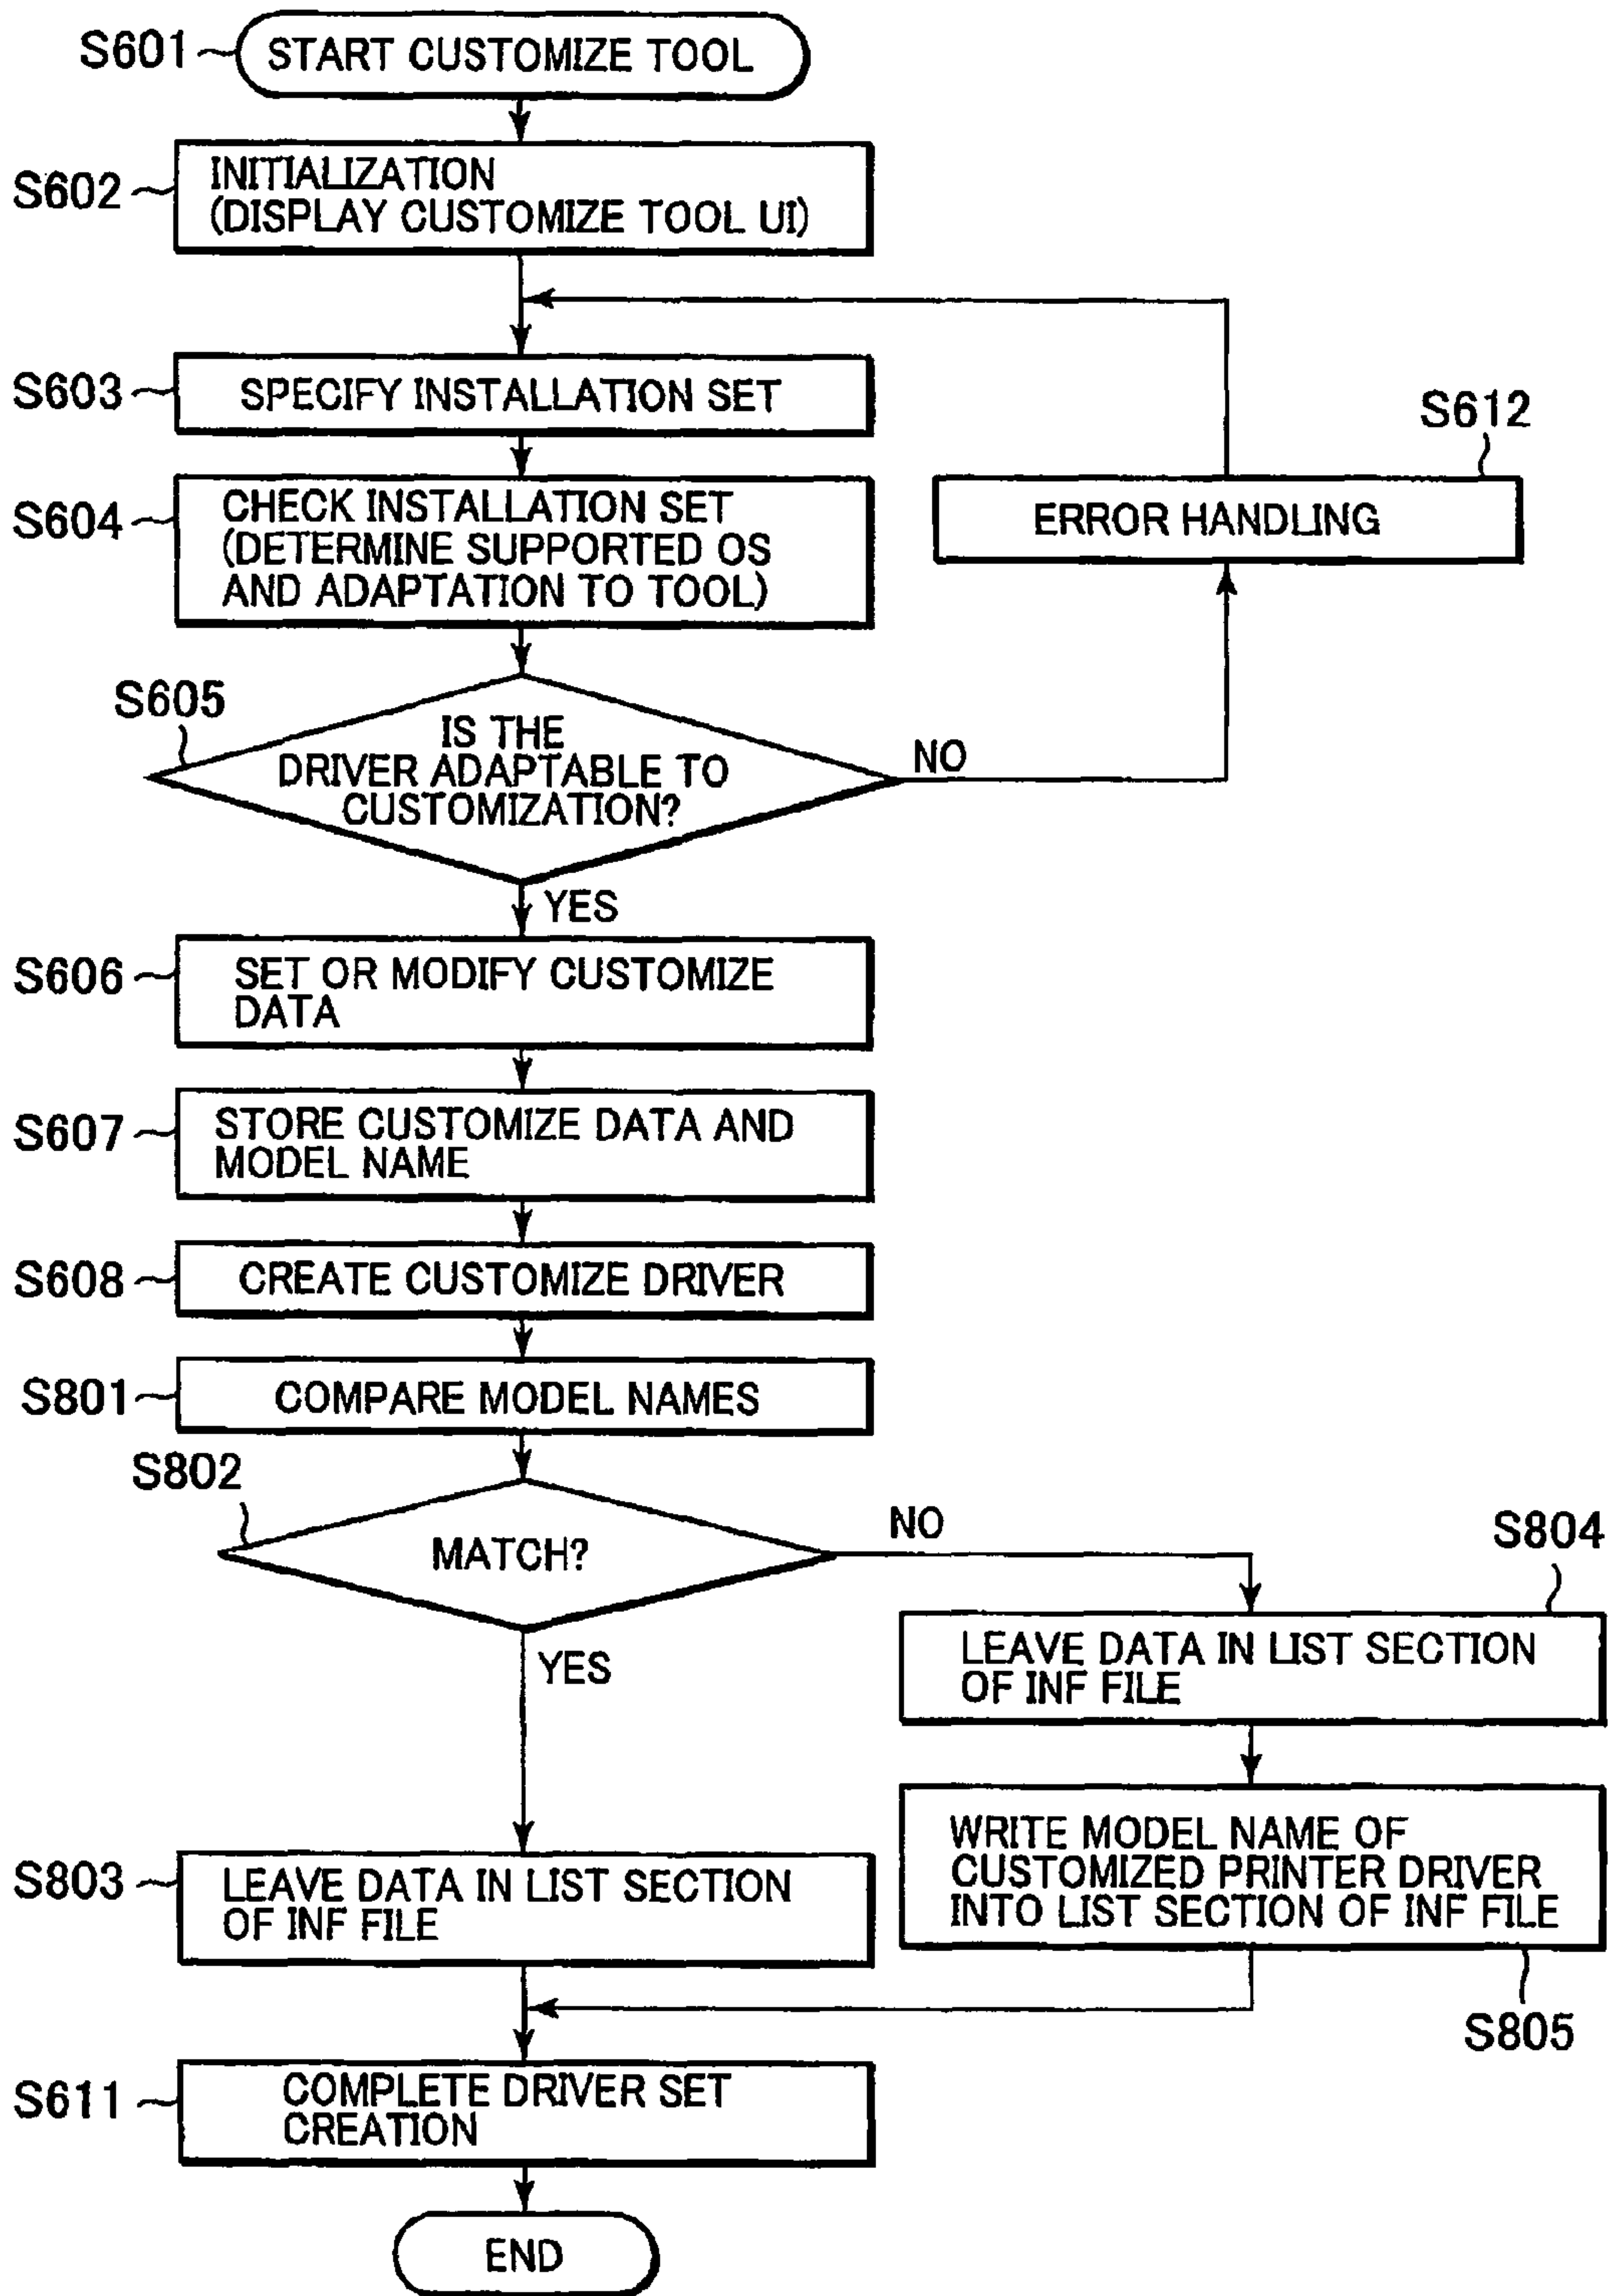 S601
START CUSTOMIZE TOOL
S602
INITIALIZATION
(DISPLAY CUSTOMIZE TOOL UI)
S603
SPECIFY INSTALLATION SET
S612
ERROR HANDLING
S604
CHECK INSTALLATION SET
(DETERMINE SUPPORTED OS
AND ADAPTATION TO TOOL)
S605
IS THE
DRIVER ADAPTABLE TO
CUSTOMIZATION?
NO
YES
S606
SET OR MODIFY CUSTOMIZE
DATA
S607
STORE CUSTOMIZE DATA AND
MODEL NAME
S608
CREATE CUSTOMIZE DRIVER
S801
COMPARE MODEL NAMES
S802
MATCH?
NO
YES
S804
LEAVE DATA IN LIST SECTION
OF INF FILE
WRITE MODEL NAME OF
CUSTOMIZED PRINTER DRIVER
INTO LIST SECTION OF INF FILE
S805
S803
LEAVE DATA IN LIST SECTION
OF INF FILE
S611
COMPLETE DRIVER SET
CREATION
END